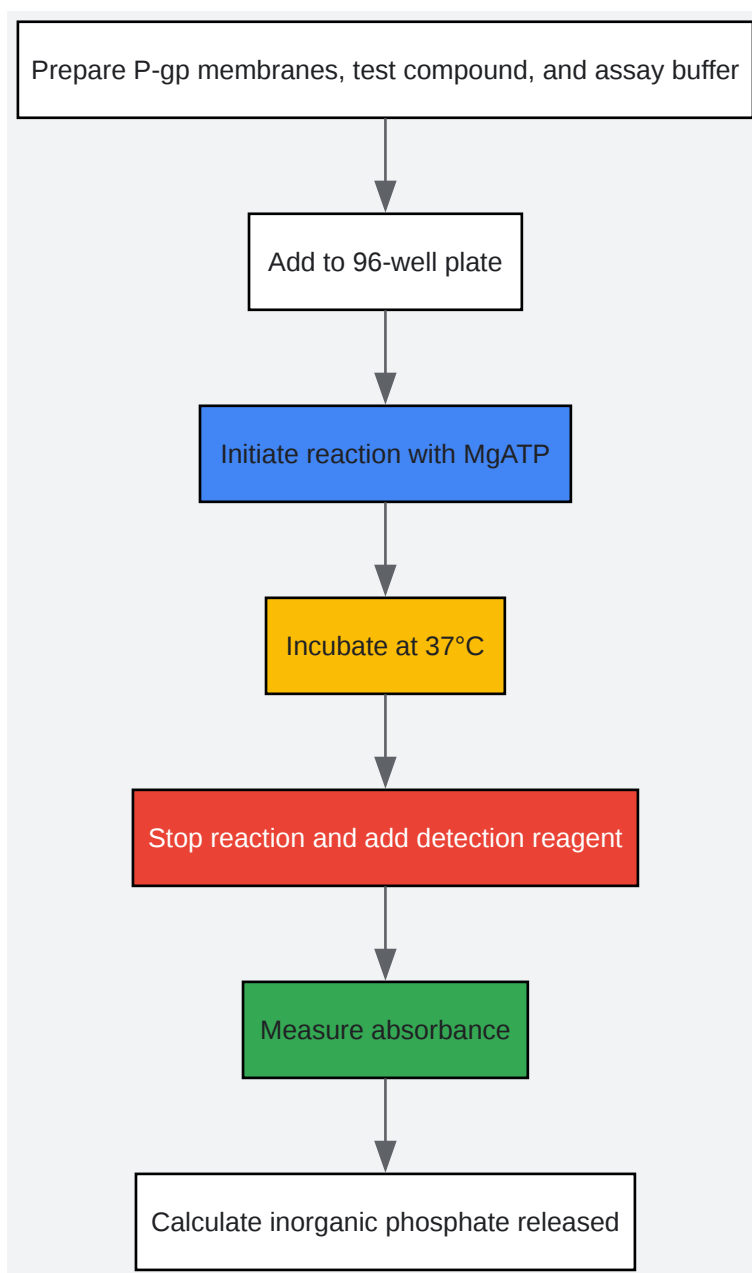 Prepare P-gp membranes, test compound, and assay buffer
Add to 96-well plate
Initiate reaction with MgATP
Incubate at 37°C
Stop reaction and add detection reagent
Measure absorbance
Calculate inorganic phosphate released